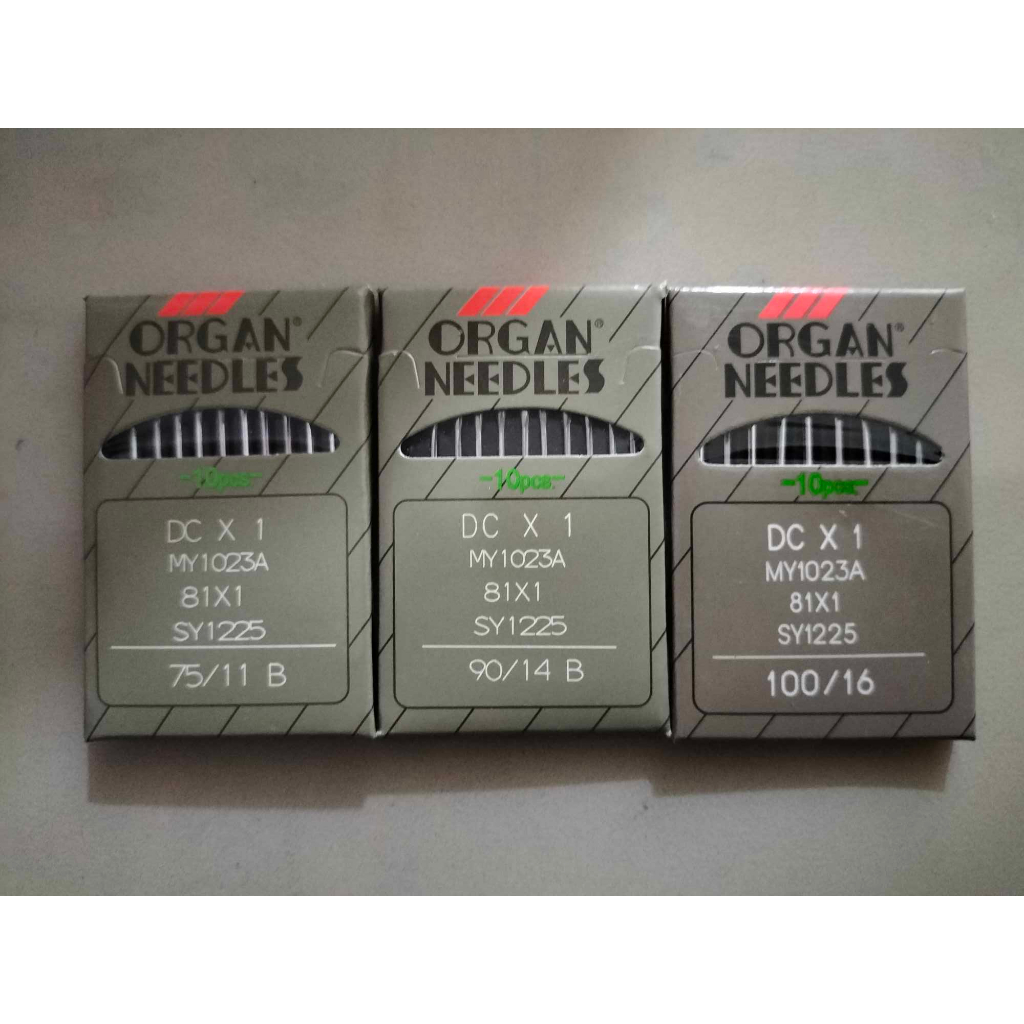 ORGAN®
NEEDLES
-10pcs-
DC X 1
MY1023A
81X1
SY1225
75/11 B
ORGAN®
NEEDLES
-10pcs.-
DC X 1
MY1023A
81X1
SY1225
90/14 B
ORGAN®
NEEDLES
-10pcs.-
DC X 1
MY1023A
81X1
SY1225
100/16